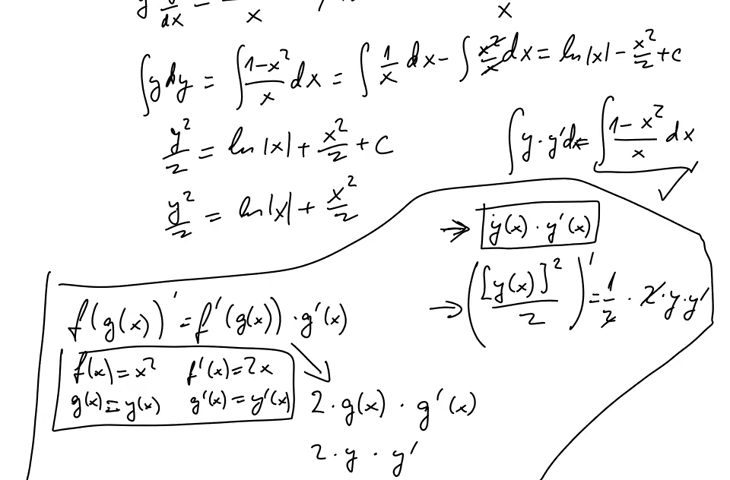 ∫ydy = ∫(1-x²)/x dx = ∫1/x dx - ∫x²/x dx = ln|x| - x²/2 + c
y²/2 = ln|x| + x²/2 + C
∫y·y'dx = ∫(1-x²)/x dx ✓
y²/2 = ln|x| + x²/2
→ y(x)·y'(x)
→ ([y(x)]²/2)' = 1/2 · 2·y·y'
f(g(x))' = f'(g(x))·g'(x)
f(x)=x² f'(x)=2x
g(x)=y(x) g'(x)=y'(x)
2·g(x)·g'(x)
2·y·y'